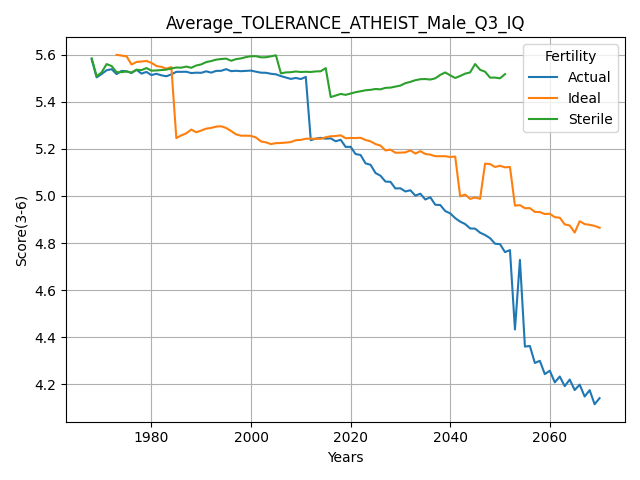 Average_TOLERANCE_ATHEIST_Male_Q3_IQ
Fertility
Actual
Ideal
Sterile
Score(3-6)
5.6
5.4
5.2
5.0
4.8
4.6
4.4
4.2
1980
2000
2020
2040
2060
Years